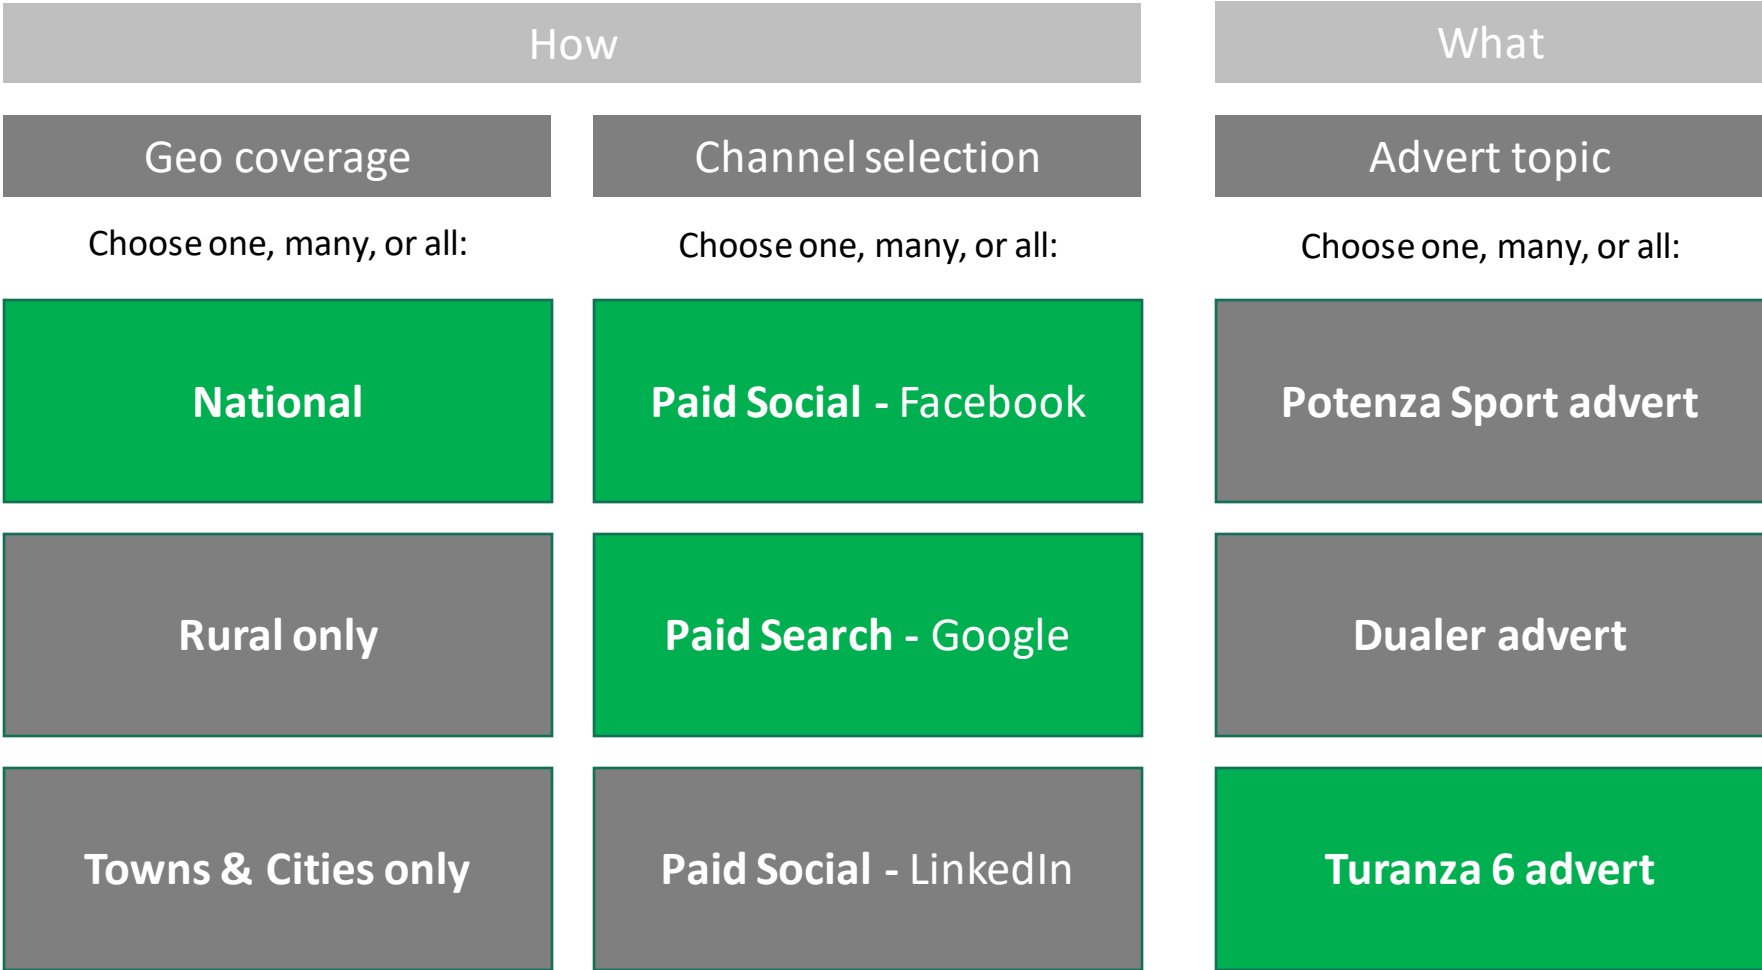 How
What
Geo coverage
Channel selection
Advert topic
Choose one, many, or all:
Choose one, many, or all:
Choose one, many, or all:
National
Paid Social - Facebook
Potenza Sport advert
Rural only
Paid Search - Google
Dualer advert
Towns & Cities only
Paid Social - LinkedIn
Turanza 6 advert